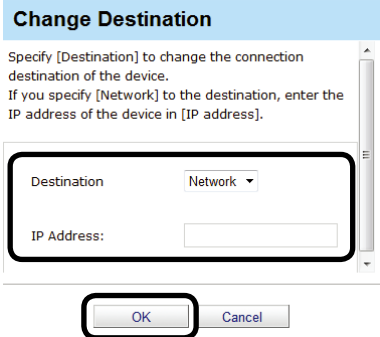 Change Destination
Specify [Destination] to change the connection
destination of the device.
If you specify [Network] to the destination, enter the
IP address of the device in [IP address].
Destination Network
IP Address:
OK Cancel